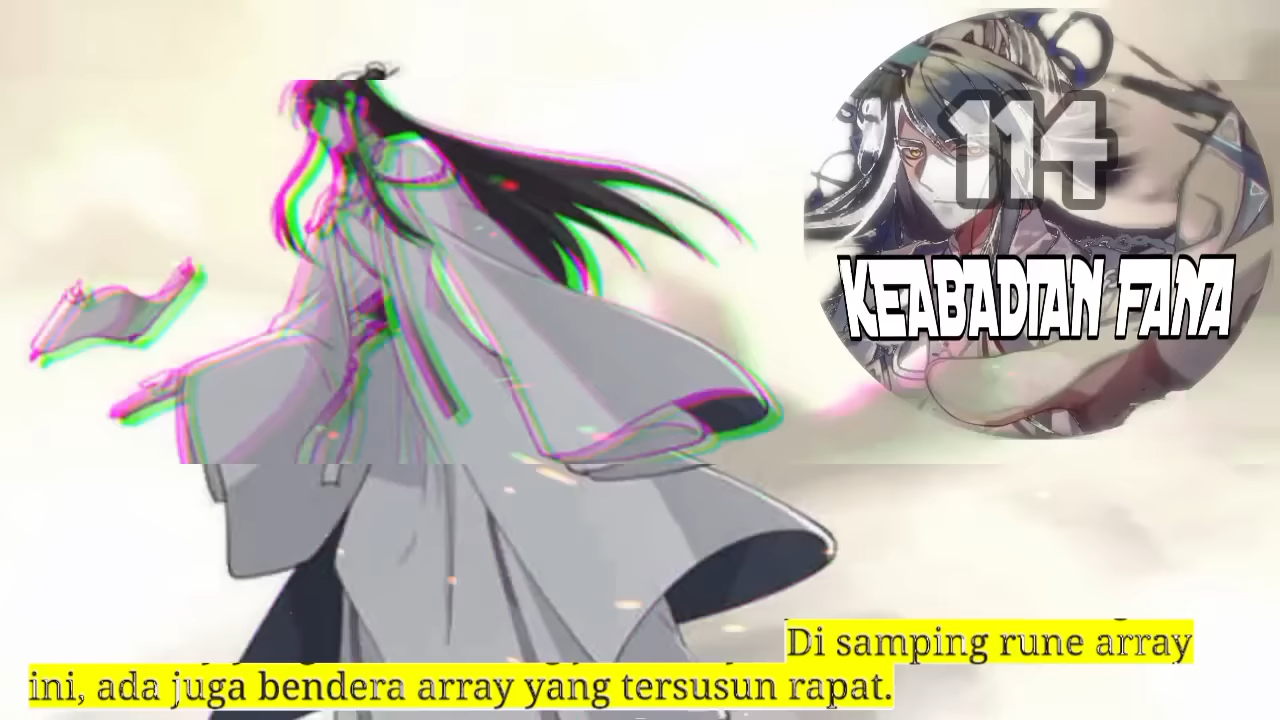 114
KEABADIAN FANA
Di samping rune array
ini, ada juga bendera array yang tersusun rapat.